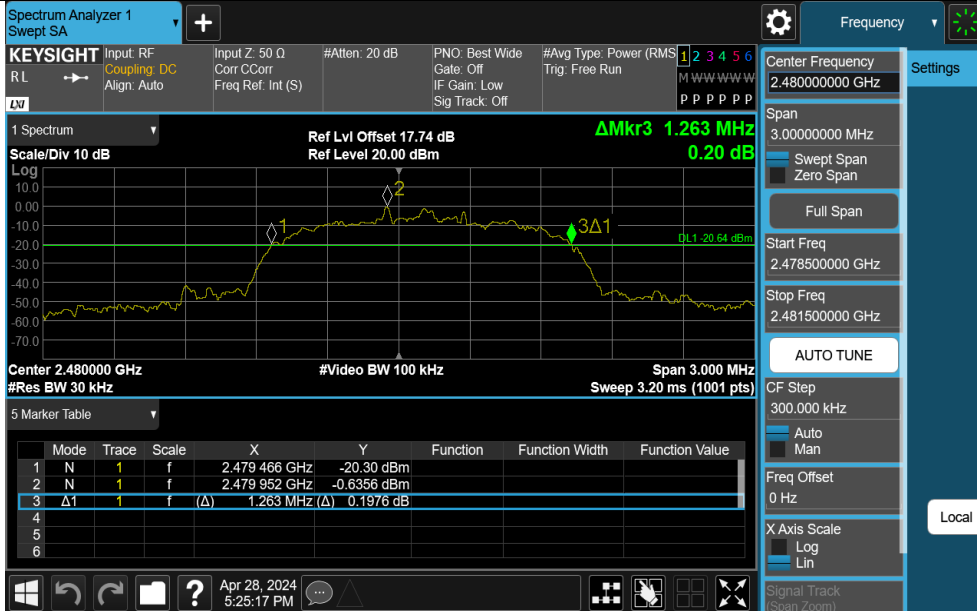 Spectrum Analyzer 1
Swept SA
+
Frequency
KEYSIGHT
RL
LXI
Input: RF
Coupling: DC
Align: Auto
Input Z: 50 Ω
Corr CCorr
Freq Ref: Int (S)
#Atten: 20 dB
PNO: Best Wide
Gate: Off
IF Gain: Low
Sig Track: Off
#Avg Type: Power (RMS
Trig: Free Run
1 2 3 4 5 6
M W W W W W
P P P P P P
1 Spectrum
Scale/Div 10 dB
Ref Lvl Offset 17.74 dB
Ref Level 20.00 dBm
ΔMkr3 1.263 MHz
0.20 dB
Log
10.0
0.00
-10.0
-20.0
-30.0
-40.0
-50.0
-60.0
-70.0
1
2
3Δ1
DL1 -20.64 dBm
Center 2.480000 GHz
#Res BW 30 kHz
#Video BW 100 kHz
Span 3.000 MHz
Sweep 3.20 ms (1001 pts)
5 Marker Table
Mode Trace Scale X Y Function Function Width Function Value
1 N 1 f 2.479 466 GHz -20.30 dBm
2 N 1 f 2.479 952 GHz -0.6356 dBm
3 Δ1 1 f (Δ) 1.263 MHz (Δ) 0.1976 dB
4
5
6
?
Apr 28, 2024
5:25:17 PM
Center Frequency
2.480000000 GHz
Span
3.00000000 MHz
Swept Span
Zero Span
Full Span
Start Freq
2.478500000 GHz
Stop Freq
2.481500000 GHz
AUTO TUNE
CF Step
300.000 kHz
Auto
Man
Freq Offset
0 Hz
X Axis Scale
Log
Lin
Signal Track
(Span Zoom)
Settings
Local